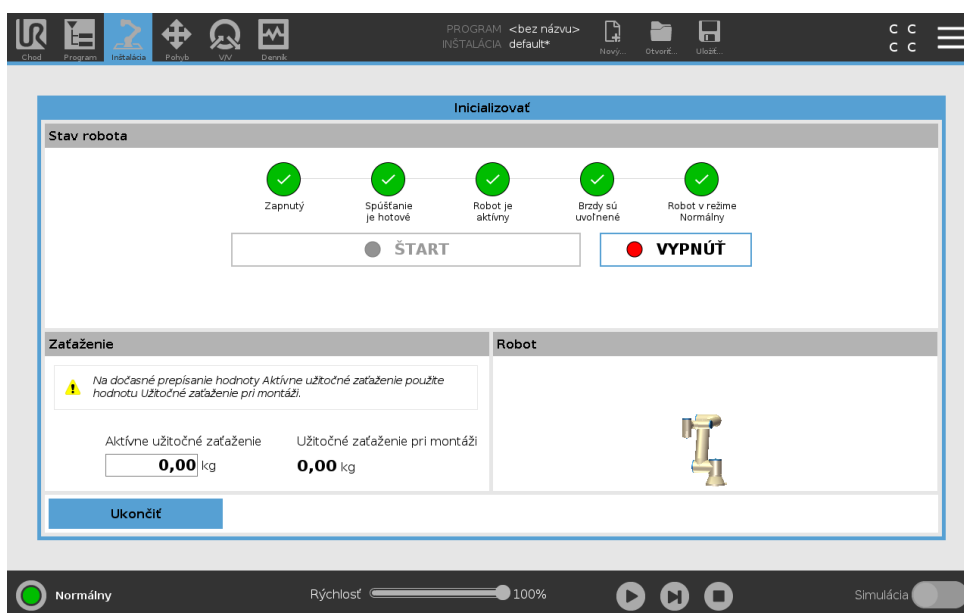 UR
PROGRAM <bez názvu>
INŠTALÁCIA default*
Chod Program Inštalácia Pohyb V/V Denník
Nový... Otvoriť... Uložiť...
C C
C C
Inicializovať
Stav robota
Zapnutý
Spúšťanie
je hotové
Robot je
aktívny
Brzdy sú
uvoľnené
Robot v režime
Normálny
ŠTART
VYPNÚŤ
Zaťaženie
Na dočasné prepísanie hodnoty Aktívne užitočné zaťaženie použite
hodnotu Užitočné zaťaženie pri montáži.
Aktívne užitočné zaťaženie
0,00 kg
Užitočné zaťaženie pri montáži
0,00 kg
Robot
Ukončiť
Normálny
Rýchlosť 100%
Simulácia